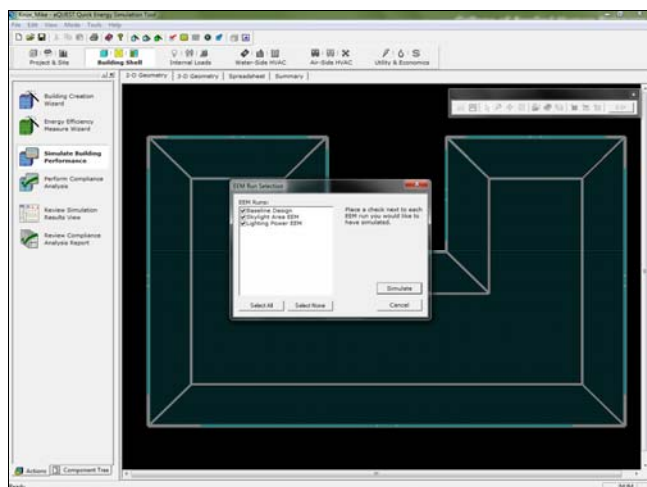 Knox_Mike - eQUEST Quick Energy Simulation Tool
File Edit View Mode Tools Help
Project & Site Building Shell Internal Loads Water-Side HVAC Air-Side HVAC Utility & Economics
2-D Geometry 3-D Geometry Spreadsheet Summary
Building Creation
Wizard
Energy Efficiency
Measure Wizard
Simulate Building
Performance
Perform Compliance
Analysis
Review Simulation
Results View
Review Compliance
Analysis Report
EEM Run Selection
EEM Runs:
Baseline Design
Skylight Area EEM
Lighting Power EEM
Place a check next to each
EEM run you would like to
have simulated.
Simulate
Select All Select None Cancel
Actions Component Tree